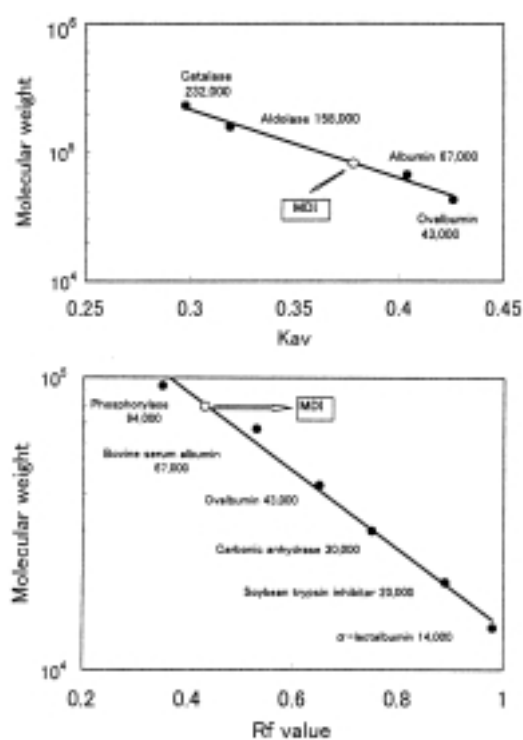 10⁶
Catalase
232,000
Aldolase 158,000
10⁵
Albumin 67,000
MDI
Ovalbumin
43,000
10⁴
Molecular weight
0.25
0.3
0.35
0.4
0.45
Kav
10⁵
Phosphorylase
94,000
MDI
Bovine serum albumin
67,000
Ovalbumin 43,000
Carbonic anhydrase 30,000
Soybean trypsin inhibitor 20,000
α-lactalbumin 14,000
10⁴
Molecular weight
0.2
0.4
0.6
0.8
1
Rf value